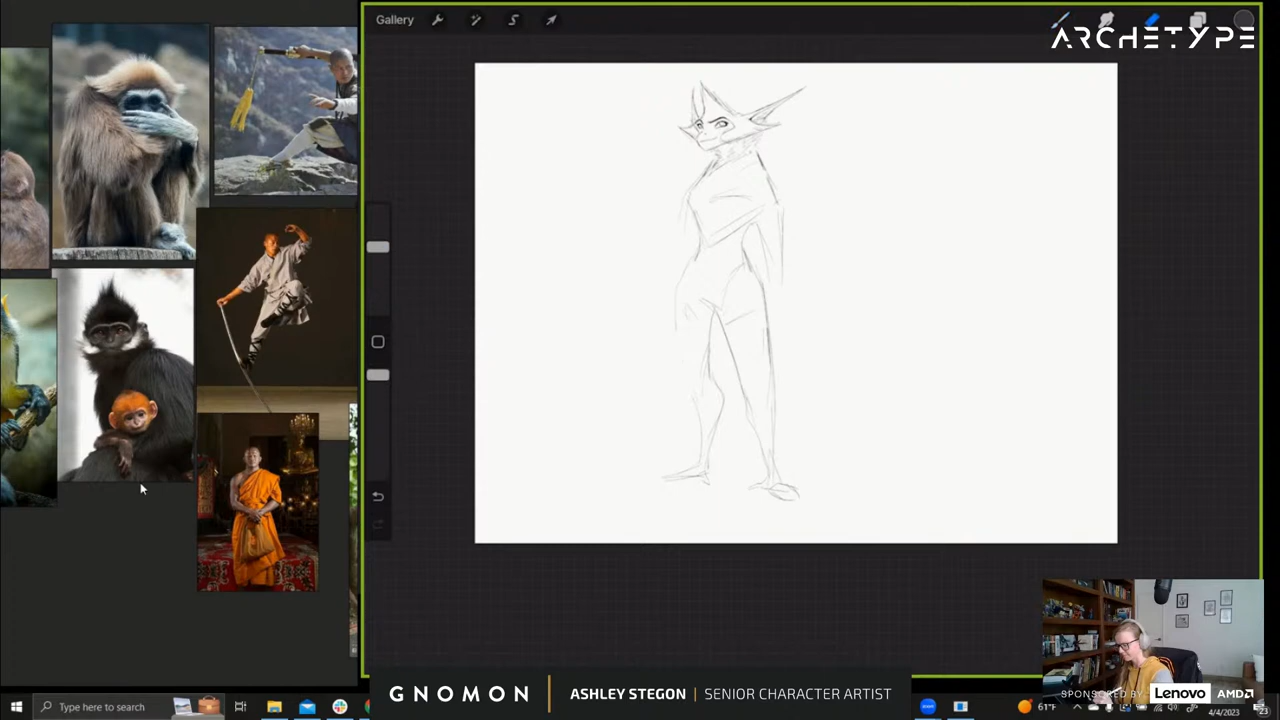 Gallery
ARCHETYPE
GNOMON
ASHLEY STEGON | SENIOR CHARACTER ARTIST
SPONSORED BY:
Lenovo
AMD
Type here to search
61°F
4/4/2023
23